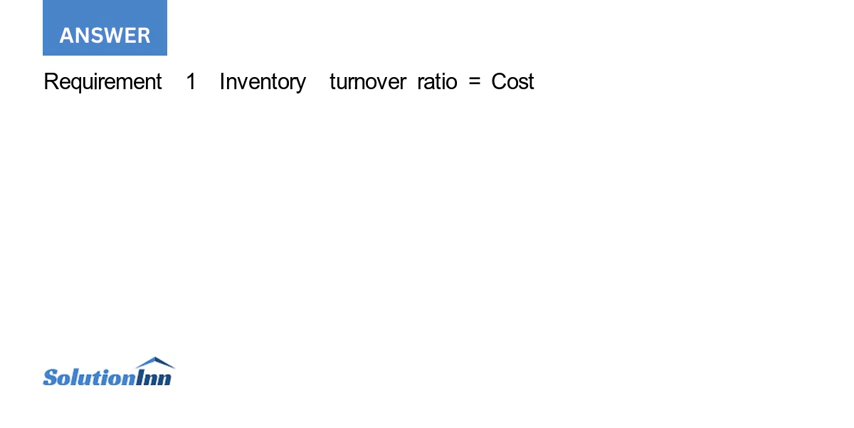 ANSWER
Requirement 1 Inventory turnover ratio = Cost
SolutionInn